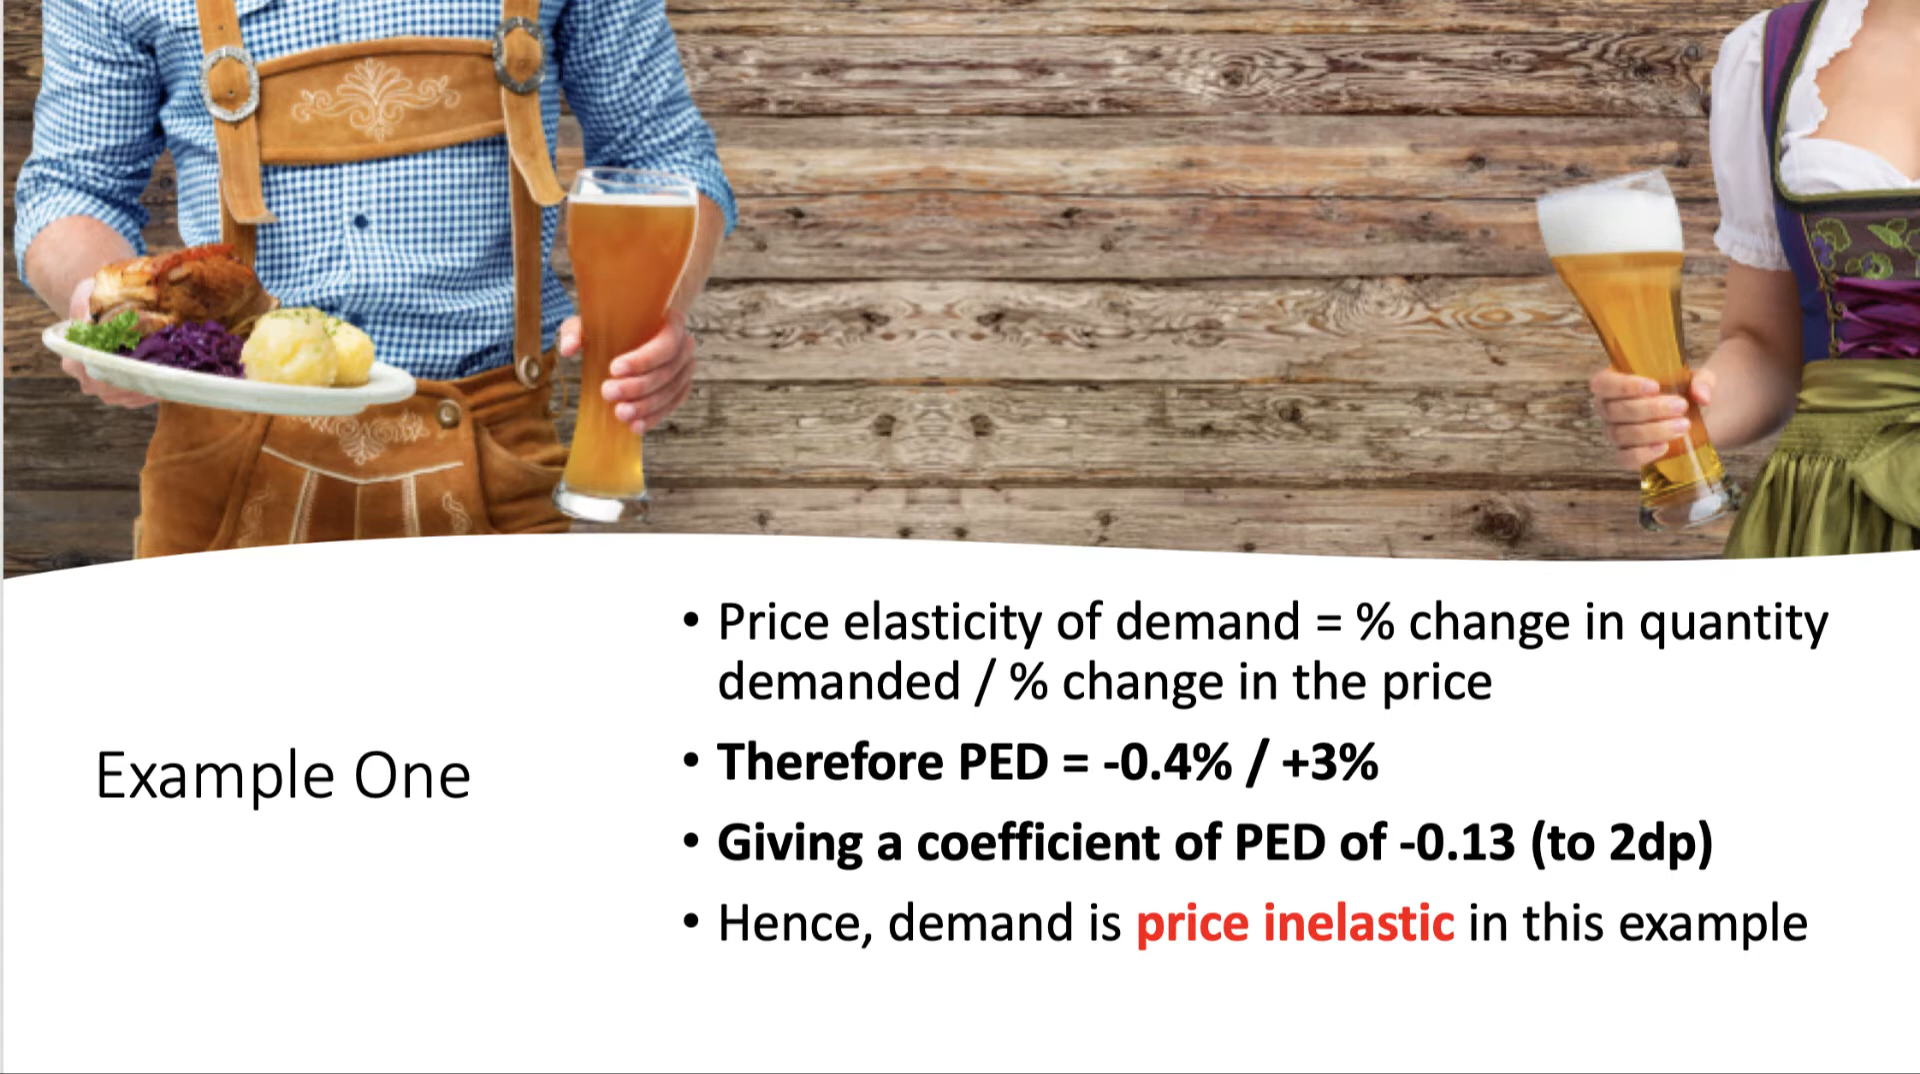 Example One
• Price elasticity of demand = % change in quantity
demanded / % change in the price
• Therefore PED = -0.4% / +3%
• Giving a coefficient of PED of -0.13 (to 2dp)
• Hence, demand is price inelastic in this example